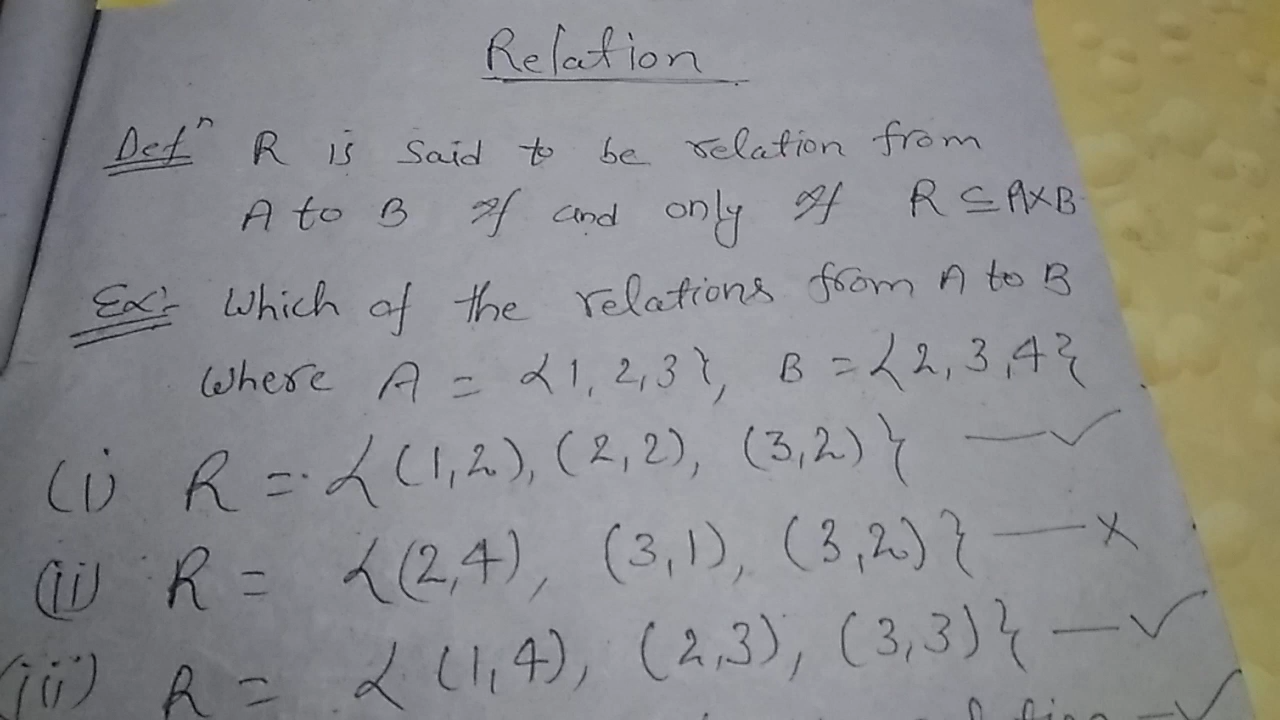 Relation
Defⁿ R is said to be relation from
A to B if and only if R ⊆ A×B
Ex:- Which of the relations from A to B
where A = {1, 2, 3}, B = {2, 3, 4}
(i) R = {(1,2), (2,2), (3,2)} — ✓
(ii) R = {(2,4), (3,1), (3,2)} — ×
(iii) R = {(1,4), (2,3), (3,3)} — ✓